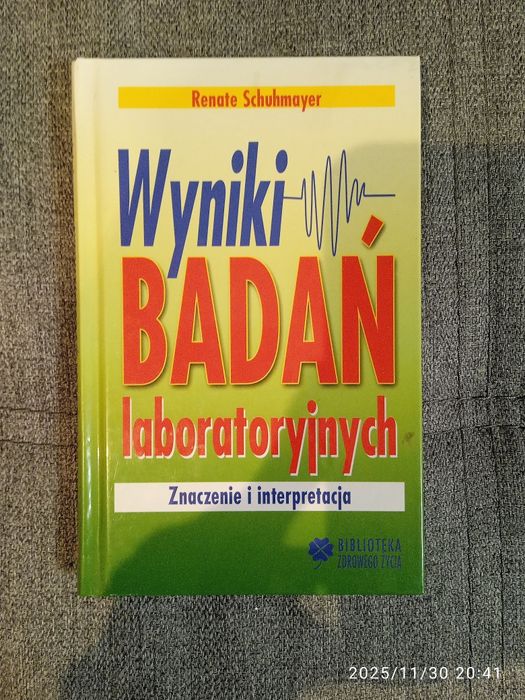 Renate Schuhmayer
Wyniki
BADAŃ
laboratoryjnych
Znaczenie i interpretacja
BIBLIOTEKA
ZDROWEGO ŻYCIA
2025/11/30 20:41